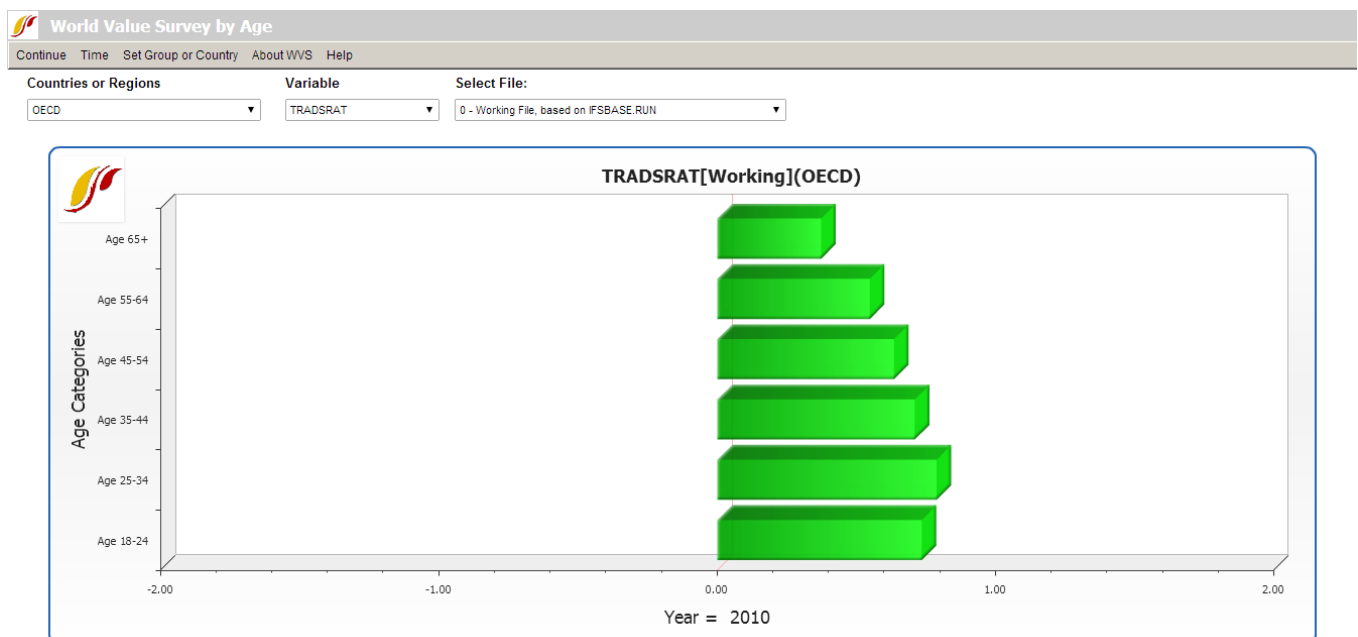 World Value Survey by Age
Continue Time Set Group or Country About WVS Help
Countries or Regions Variable Select File:
OECD TRADSRAT 0 - Working File, based on IFSBASE.RUN
TRADSRAT[Working](OECD)
Age Categories
Age 65+
Age 55-64
Age 45-54
Age 35-44
Age 25-34
Age 18-24
-2.00 -1.00 0.00 1.00 2.00
Year = 2010